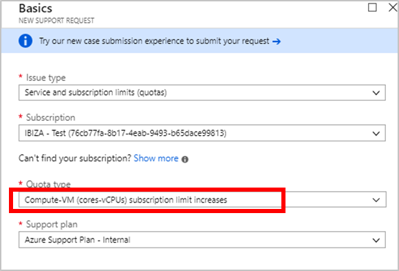 Basics
NEW SUPPORT REQUEST
Try our new case submission experience to submit your request →
* Issue type
Service and subscription limits (quotas)
* Subscription
IBIZA - Test (76cb77fa-8b17-4eab-9493-b65dace99813)
Can't find your subscription? Show more
* Quota type
Compute-VM (cores-vCPUs) subscription limit increases
* Support plan
Azure Support Plan - Internal